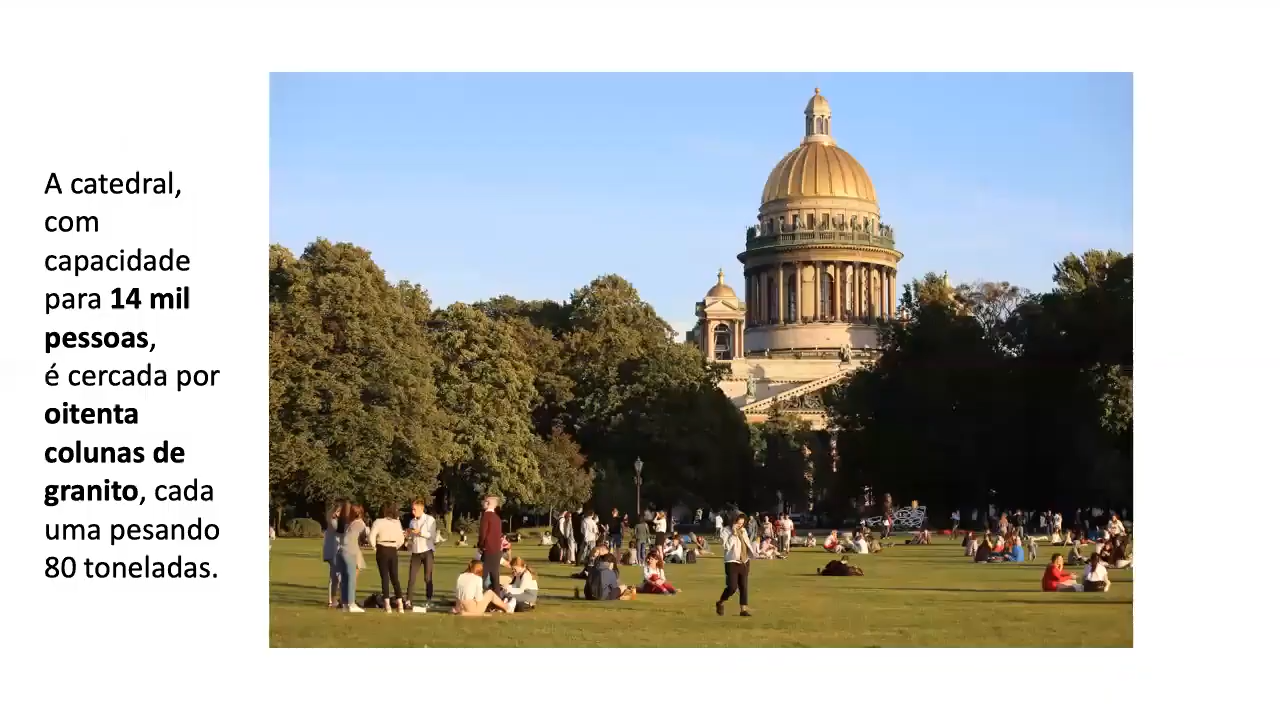 A catedral,
com
capacidade
para 14 mil
pessoas,
é cercada por
oitenta
colunas de
granito, cada
uma pesando
80 toneladas.